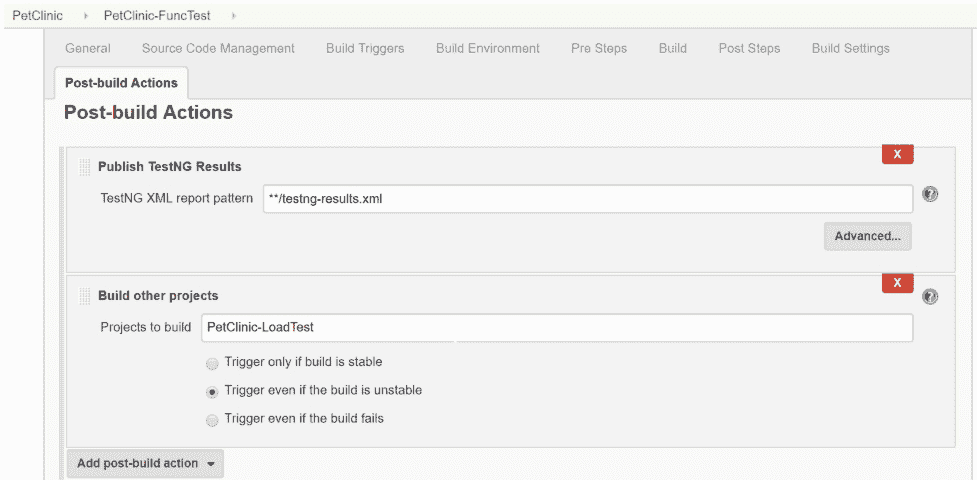 PetClinic PetClinic-FuncTest
General Source Code Management Build Triggers Build Environment Pre Steps Build Post Steps Build Settings
Post-build Actions
Post-build Actions
X
Publish TestNG Results
TestNG XML report pattern **/testng-results.xml ?
Advanced...
X
Build other projects ?
Projects to build PetClinic-LoadTest
Trigger only if build is stable
Trigger even if the build is unstable
Trigger even if the build fails
Add post-build action